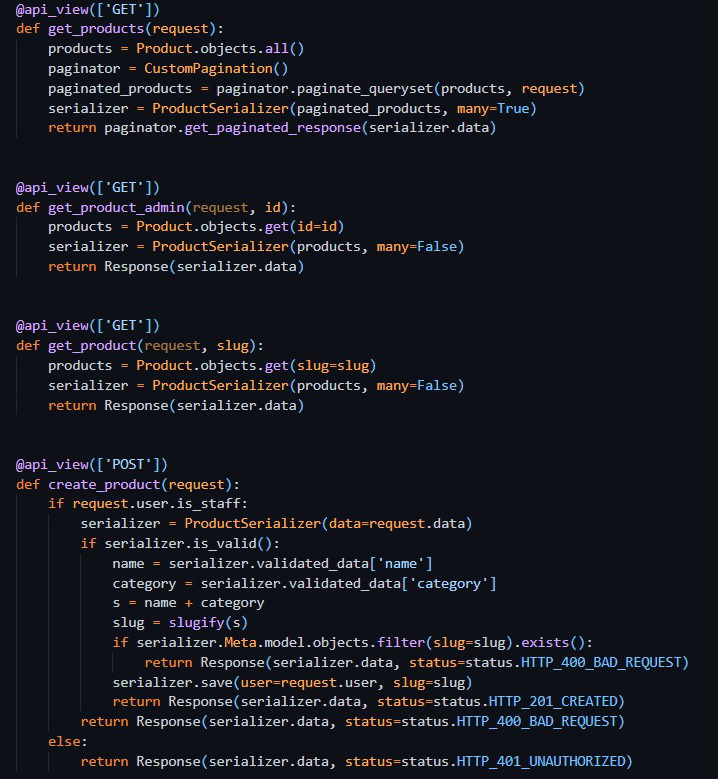 @api_view(['GET'])
def get_products(request):
    products = Product.objects.all()
    paginator = CustomPagination()
    paginated_products = paginator.paginate_queryset(products, request)
    serializer = ProductSerializer(paginated_products, many=True)
    return paginator.get_paginated_response(serializer.data)

@api_view(['GET'])
def get_product_admin(request, id):
    products = Product.objects.get(id=id)
    serializer = ProductSerializer(products, many=False)
    return Response(serializer.data)

@api_view(['GET'])
def get_product(request, slug):
    products = Product.objects.get(slug=slug)
    serializer = ProductSerializer(products, many=False)
    return Response(serializer.data)

@api_view(['POST'])
def create_product(request):
    if request.user.is_staff:
        serializer = ProductSerializer(data=request.data)
        if serializer.is_valid():
            name = serializer.validated_data['name']
            category = serializer.validated_data['category']
            s = name + category
            slug = slugify(s)
            if serializer.Meta.model.objects.filter(slug=slug).exists():
                return Response(serializer.data, status=status.HTTP_400_BAD_REQUEST)
            serializer.save(user=request.user, slug=slug)
            return Response(serializer.data, status=status.HTTP_201_CREATED)
        return Response(serializer.data, status=status.HTTP_400_BAD_REQUEST)
    else:
        return Response(serializer.data, status=status.HTTP_401_UNAUTHORIZED)